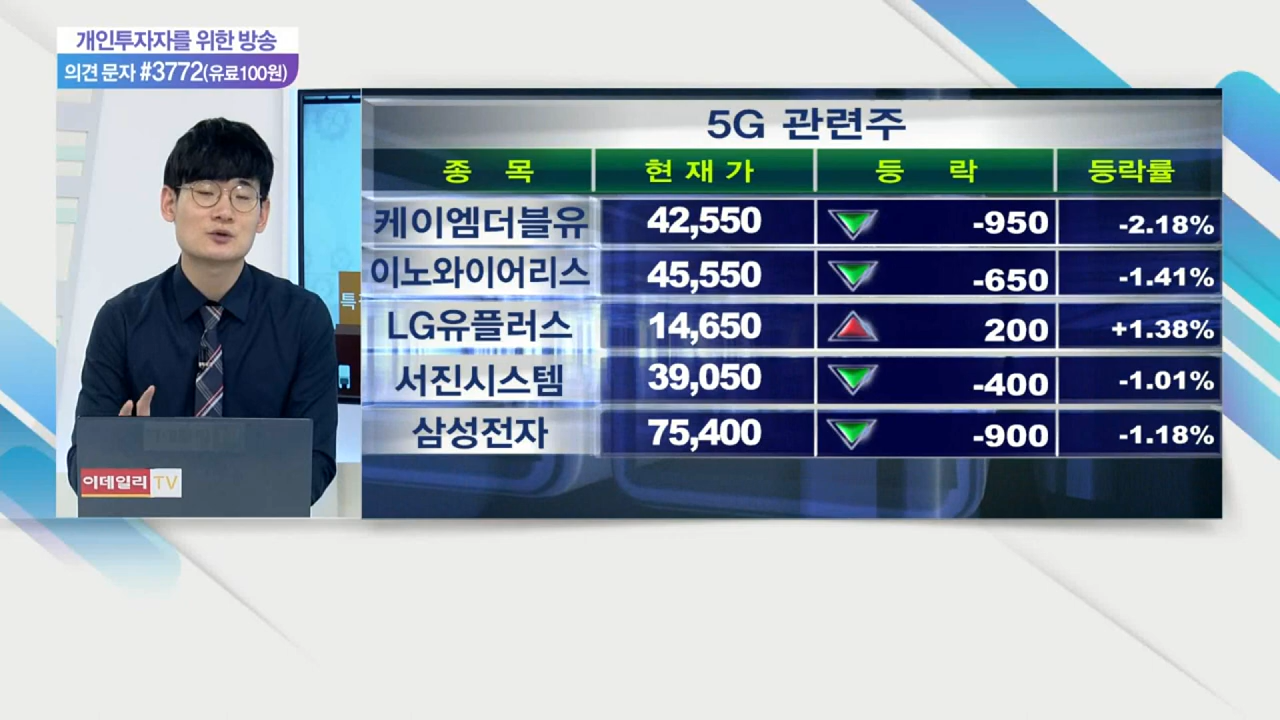 개인투자자를 위한 방송
의견 문자 #3772(유료100원)
5G 관련주
종 목 현 재 가 등 락 등락률
케이엠더블유 42,550 -950 -2.18%
이노와이어리스 45,550 -650 -1.41%
LG유플러스 14,650 200 +1.38%
서진시스템 39,050 -400 -1.01%
삼성전자 75,400 -900 -1.18%
이데일리TV